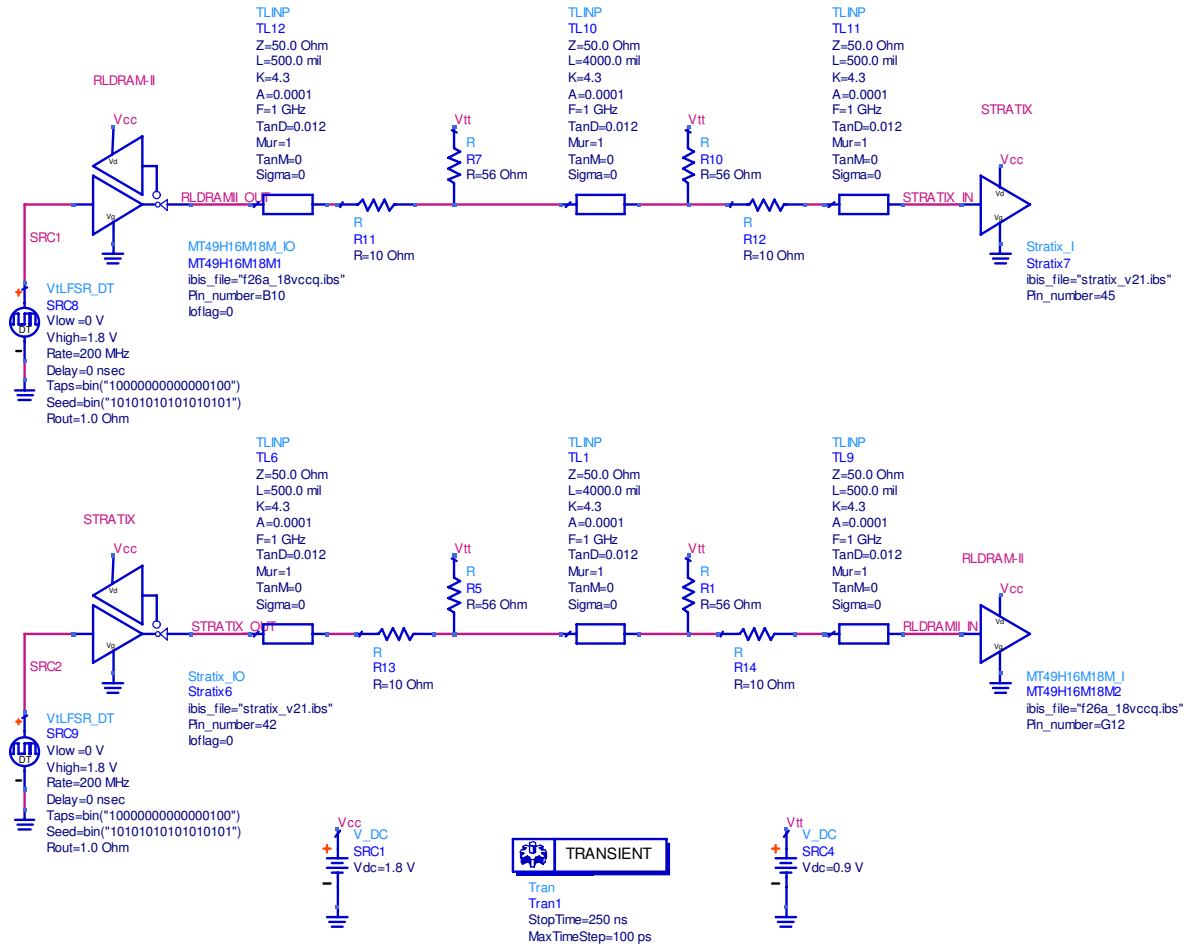 TLINP
TL12
Z=50.0 Ohm
L=500.0 mil
K=4.3
A=0.0001
F=1 GHz
TanD=0.012
Mur=1
TanM=0
Sigma=0
TLINP
TL10
Z=50.0 Ohm
L=4000.0 mil
K=4.3
A=0.0001
F=1 GHz
TanD=0.012
Mur=1
TanM=0
Sigma=0
TLINP
TL11
Z=50.0 Ohm
L=500.0 mil
K=4.3
A=0.0001
F=1 GHz
TanD=0.012
Mur=1
TanM=0
Sigma=0
RLDRAM-II
Vcc
Vd
Vg
RLDRAMII_OUT
SRC1
MT49H16M18M_IO
MT49H16M18M1
ibis_file="f26a_18vccq.ibs"
Pin_number=B10
Ioflag=0
Vtt
R
R7
R=56 Ohm
R
R11
R=10 Ohm
Vtt
R
R10
R=56 Ohm
R
R12
R=10 Ohm
STRATIX
Vcc
Vd
Vg
STRATIX_IN
Stratix_I
Stratix7
ibis_file="stratix_v21.ibs"
Pin_number=45
VtLFSR_DT
SRC8
Vlow =0 V
Vhigh=1.8 V
Rate=200 MHz
Delay=0 nsec
Taps=bin("10000000000000100")
Seed=bin("10101010101010101")
Rout=1.0 Ohm
DT
TLINP
TL6
Z=50.0 Ohm
L=500.0 mil
K=4.3
A=0.0001
F=1 GHz
TanD=0.012
Mur=1
TanM=0
Sigma=0
TLINP
TL1
Z=50.0 Ohm
L=4000.0 mil
K=4.3
A=0.0001
F=1 GHz
TanD=0.012
Mur=1
TanM=0
Sigma=0
TLINP
TL9
Z=50.0 Ohm
L=500.0 mil
K=4.3
A=0.0001
F=1 GHz
TanD=0.012
Mur=1
TanM=0
Sigma=0
STRATIX
Vcc
Vd
Vg
STRATIX_OUT
SRC2
Stratix_IO
Stratix6
ibis_file="stratix_v21.ibs"
Pin_number=42
Ioflag=0
Vtt
R
R5
R=56 Ohm
R
R13
R=10 Ohm
Vtt
R
R1
R=56 Ohm
R
R14
R=10 Ohm
RLDRAM-II
Vcc
Vd
Vg
RLDRAMII_IN
MT49H16M18M_I
MT49H16M18M2
ibis_file="f26a_18vccq.ibs"
Pin_number=G12
VtLFSR_DT
SRC9
Vlow =0 V
Vhigh=1.8 V
Rate=200 MHz
Delay=0 nsec
Taps=bin("10000000000000100")
Seed=bin("10101010101010101")
Rout=1.0 Ohm
DT
Vcc
V_DC
SRC1
Vdc=1.8 V
TRANSIENT
Tran
Tran1
StopTime=250 ns
MaxTimeStep=100 ps
Vtt
V_DC
SRC4
Vdc=0.9 V